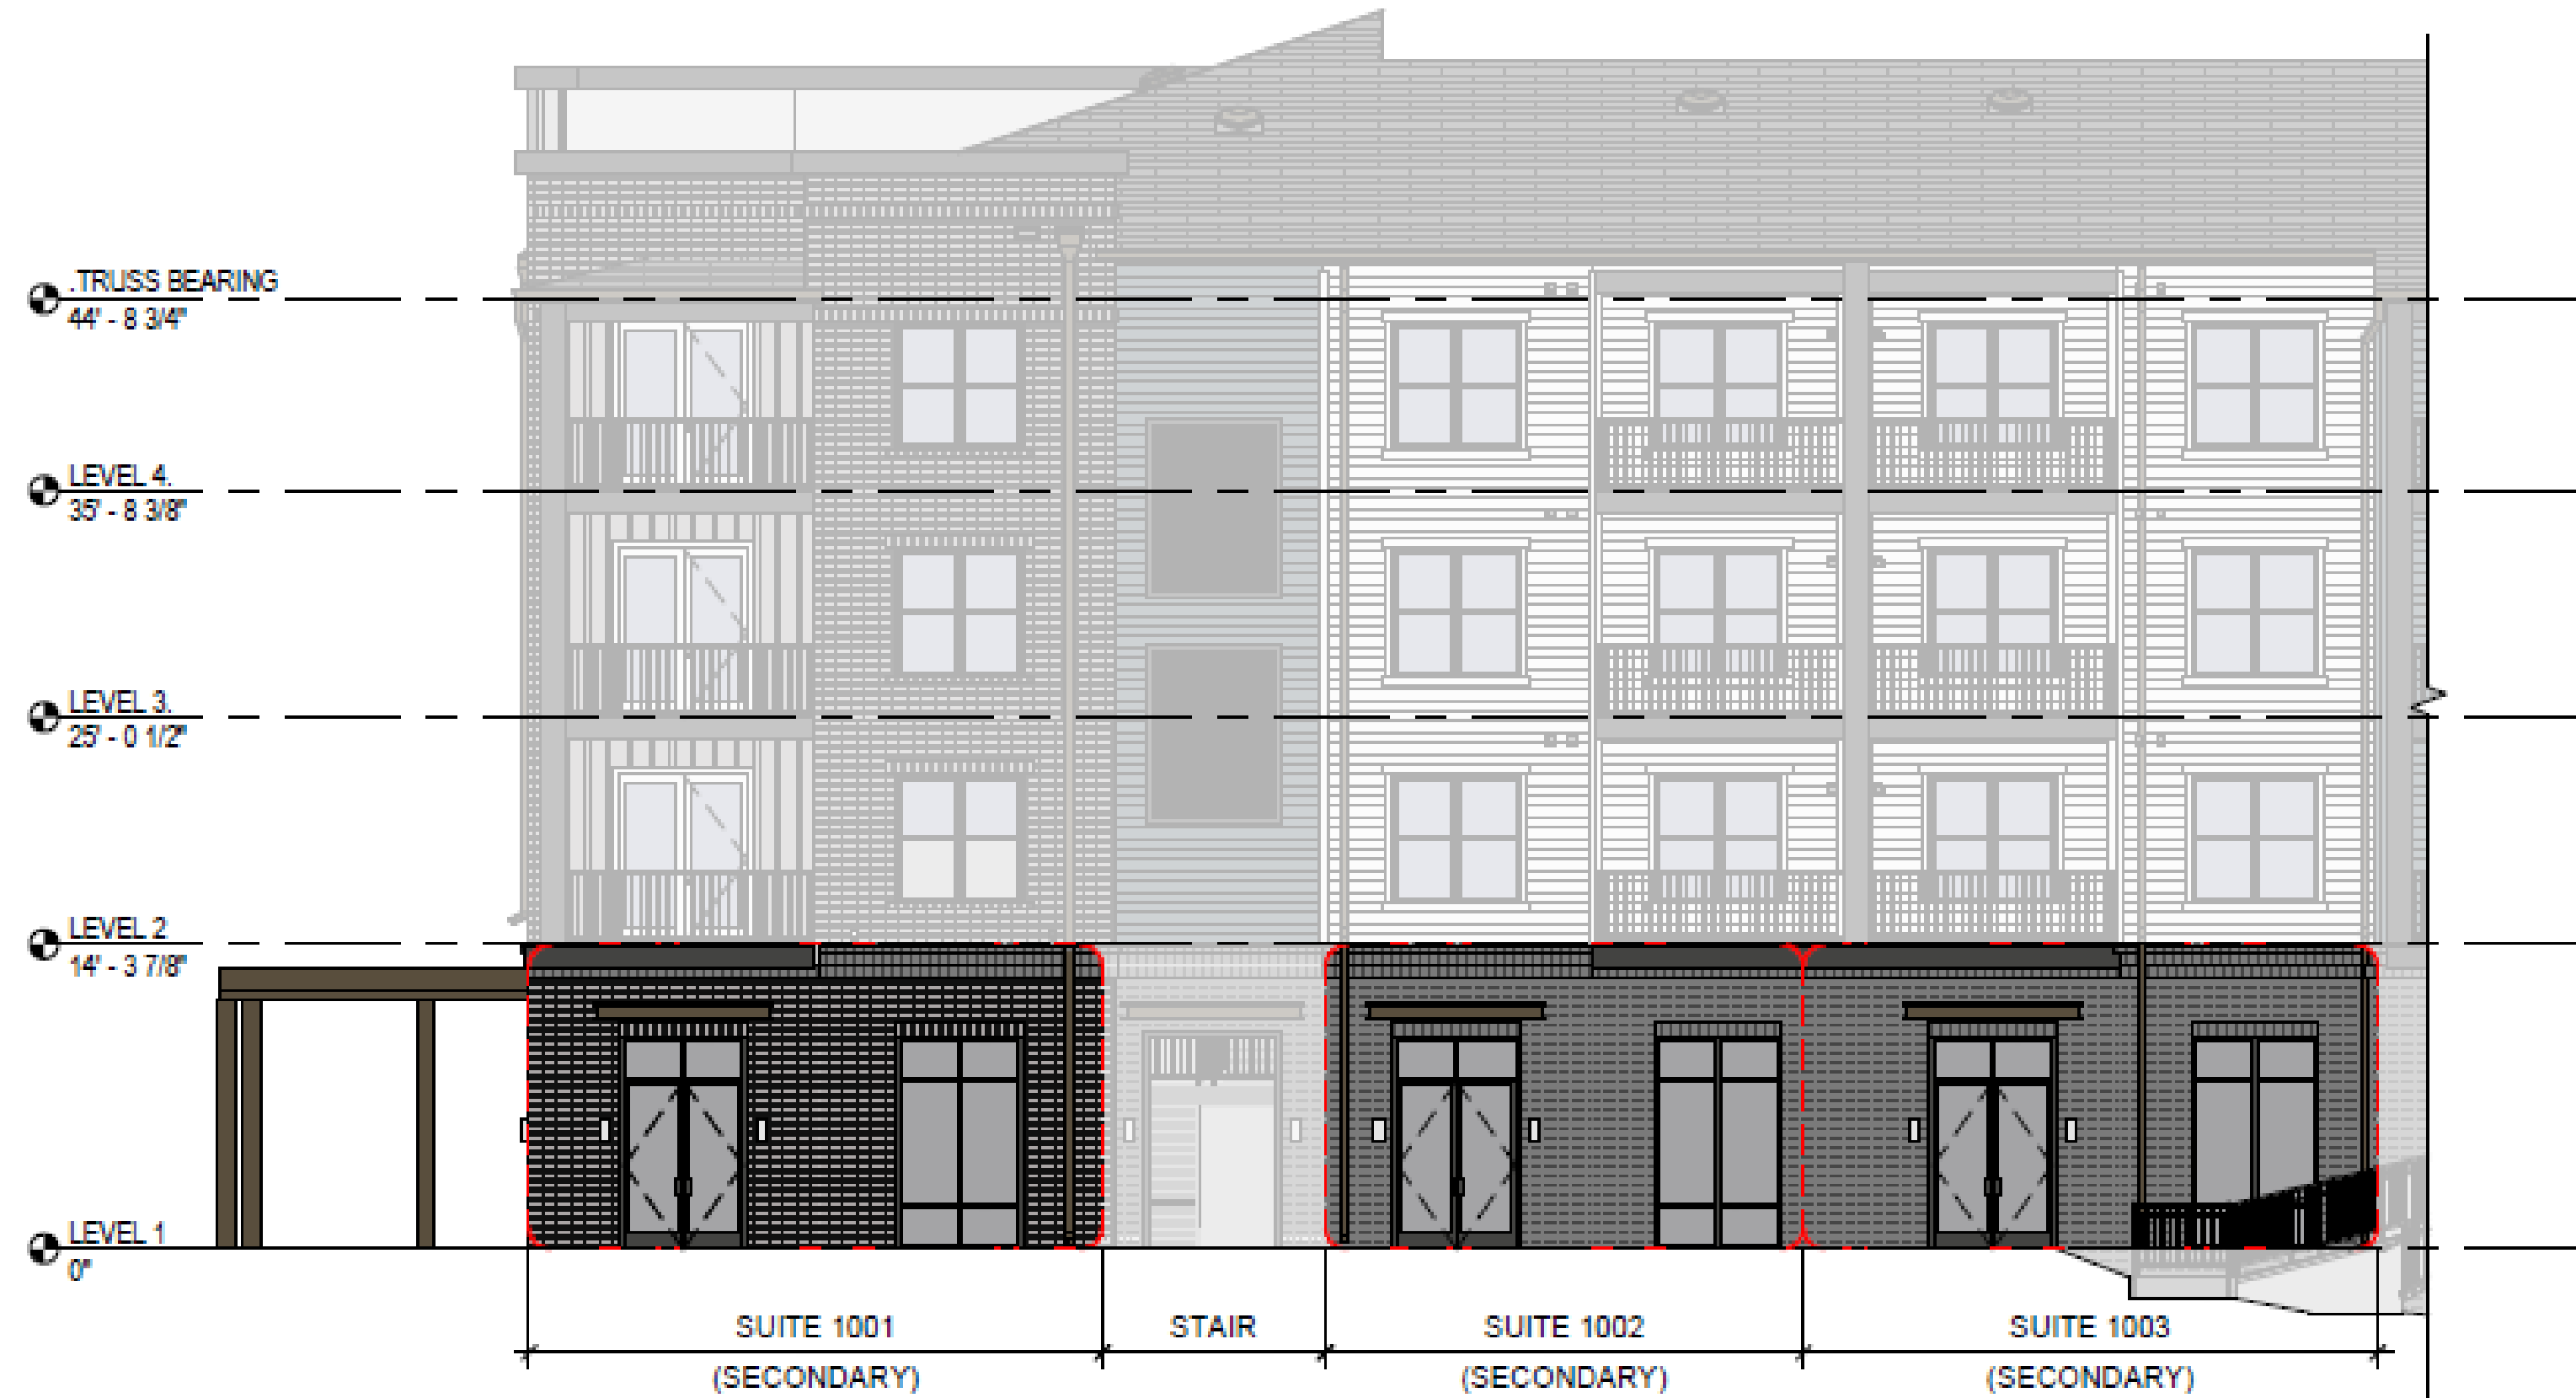 .TRUSS BEARING
44' - 8 3/4"
LEVEL 4.
35' - 8 3/8"
LEVEL 3.
25' - 0 1/2"
LEVEL 2
14' - 3 7/8"
LEVEL 1
0"
SUITE 1001
(SECONDARY)
STAIR
SUITE 1002
(SECONDARY)
SUITE 1003
(SECONDARY)